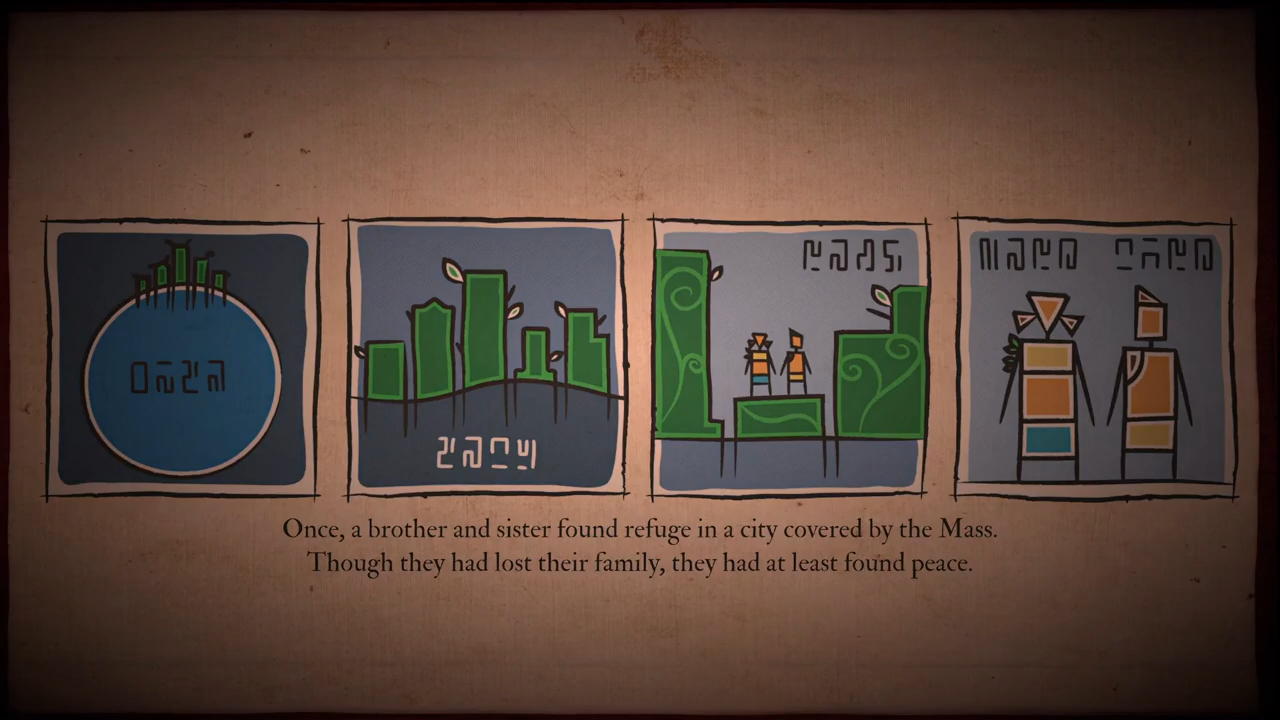 Once, a brother and sister found refuge in a city covered by the Mass.
Though they had lost their family, they had at least found peace.